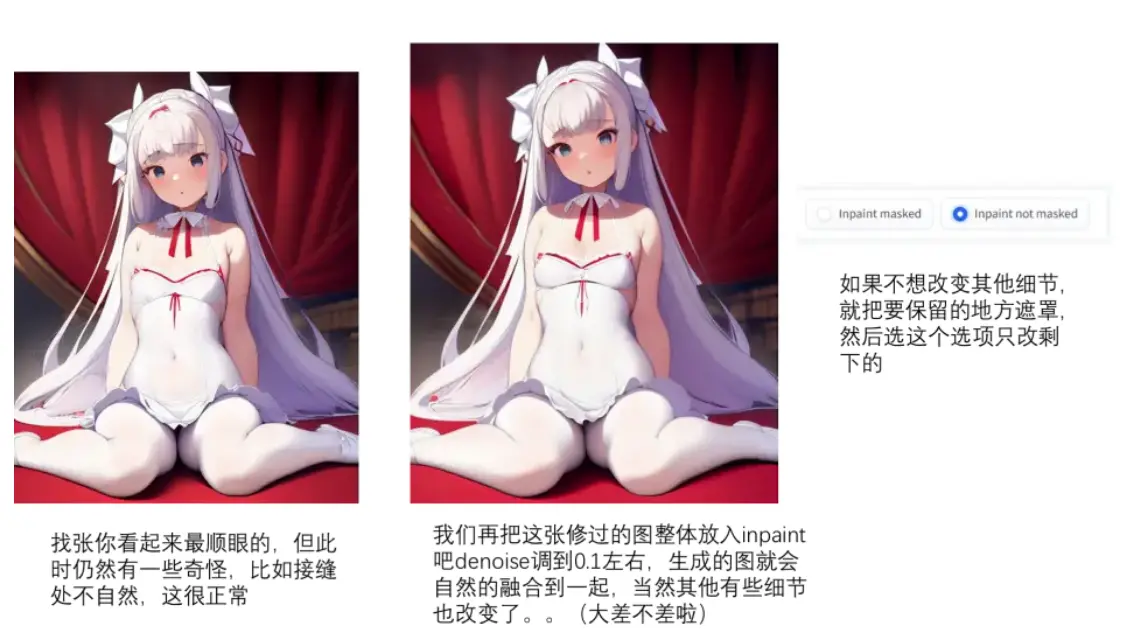 Inpaint masked
Inpaint not masked
如果不想改变其他细节,
就把要保留的地方遮罩,
然后选这个选项只改剩
下的
找张你看起来最顺眼的，但此
时仍然有一些奇怪，比如接缝
处不自然，这很正常
我们再把这张修过的图整体放入inpaint
吧denoise调到0.1左右，生成的图就会
自然的融合到一起，当然其他有些细节
也改变了。。（大差不差啦）